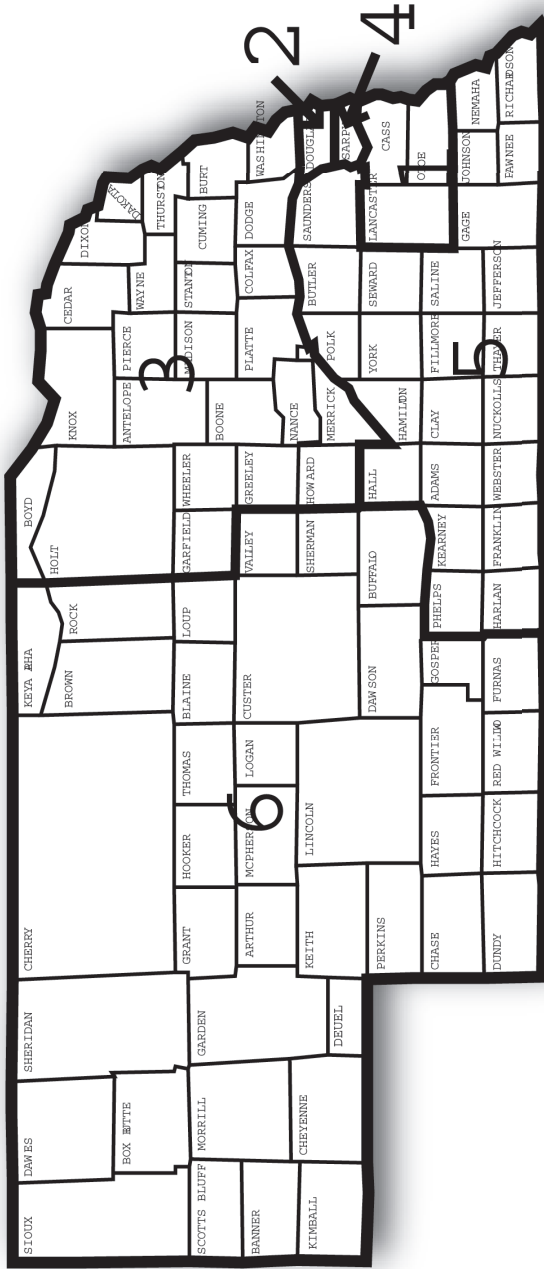 SIOUX
DAWES
SHERIDAN
CHERRY
KEYA PAHA
BOYD
BROWN
ROCK
HOLT
KNOX
CEDAR
DIXON
DAKOTA
BOX BUTTE
ANTELOPE
PIERCE
WAYNE
THURSTON
SCOTTS BLUFF
MORRILL
GARDEN
GRANT
HOOKER
THOMAS
BLAINE
LOUP
GARFIELD
WHEELER
BOONE
MADISON
3
STANTON
CUMING
BURT
BANNER
ARTHUR
MCPHERSON
6
LOGAN
CUSTER
VALLEY
GREELEY
NANCE
PLATTE
COLFAX
DODGE
WASHINGTON
2
KIMBALL
CHEYENNE
DEUEL
KEITH
LINCOLN
SHERMAN
HOWARD
MERRICK
POLK
BUTLER
SAUNDERS
DOUGLAS
SARPY
4
PERKINS
DAWSON
BUFFALO
HALL
HAMILTON
YORK
SEWARD
LANCASTER
CASS
OTOE
CHASE
HAYES
FRONTIER
GOSPER
PHELPS
KEARNEY
ADAMS
CLAY
FILLMORE
SALINE
GAGE
JOHNSON
NEMAHA
DUNDY
HITCHCOCK
RED WILLOW
FURNAS
HARLAN
FRANKLIN
WEBSTER
NUCKOLLS
THAYER
5
JEFFERSON
PAWNEE
RICHARDSON